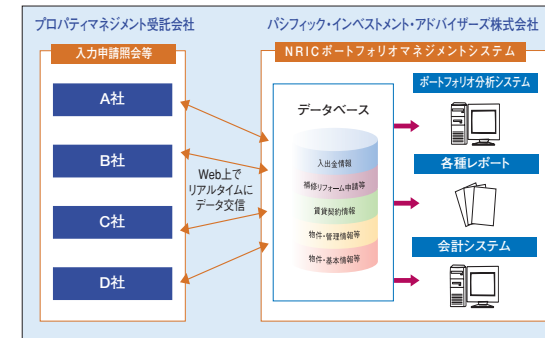 プロパティマネジメント受託会社
パシフィック・インベストメント・アドバイザーズ株式会社
入力申請照会等
NRICポートフォリオマネジメントシステム
A社
B社
C社
D社
Web上で
リアルタイムに
データ交信
データベース
入出金情報
補修リフォーム申請等
賃貸契約情報
物件・管理情報等
物件・基本情報等
ポートフォリオ分析システム
各種レポート
会計システム